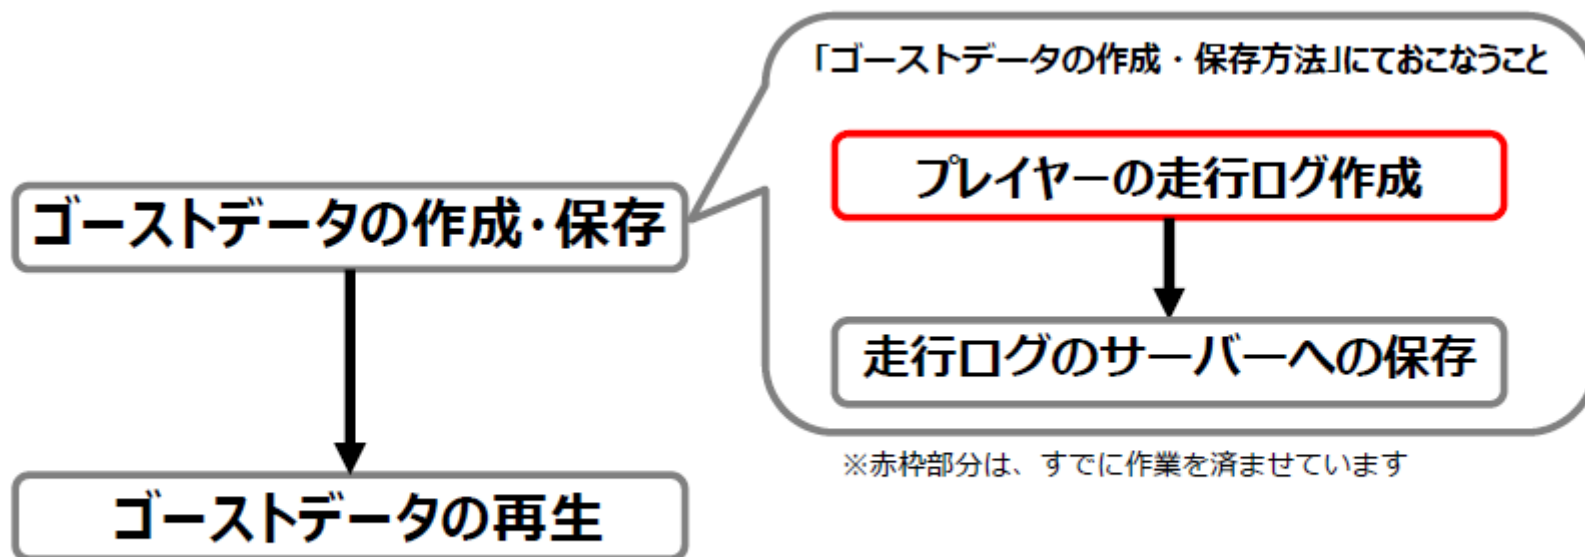 「ゴーストデータの作成・保存方法」にておこなうこと
プレイヤーの走行ログ作成
ゴーストデータの作成・保存
走行ログのサーバーへの保存
※赤枠部分は、すでに作業を済ませています
ゴーストデータの再生